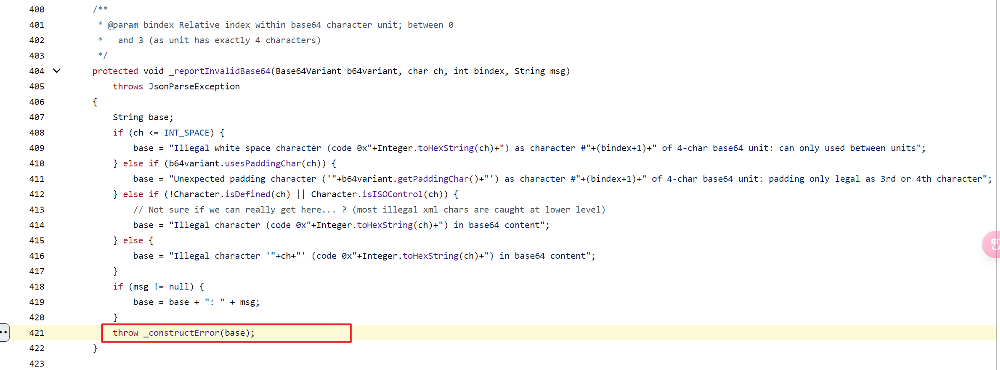 400 /**
401 * @param bindex Relative index within base64 character unit; between 0
402 *   and 3 (as unit has exactly 4 characters)
403 */
404 protected void _reportInvalidBase64(Base64Variant b64variant, char ch, int bindex, String msg)
405 throws JsonParseException
406 {
407 String base;
408 if (ch <= INT_SPACE) {
409 base = "Illegal white space character (code 0x"+Integer.toHexString(ch)+") as character #"+(bindex+1)+" of 4-char base64 unit: can only used between units";
410 } else if (b64variant.usesPaddingChar(ch)) {
411 base = "Unexpected padding character ('"+b64variant.getPaddingChar()+"') as character #"+(bindex+1)+" of 4-char base64 unit: padding only legal as 3rd or 4th character";
412 } else if (!Character.isDefined(ch) || Character.isISOControl(ch)) {
413 // Not sure if we can really get here... ? (most illegal xml chars are caught at lower level)
414 base = "Illegal character (code 0x"+Integer.toHexString(ch)+") in base64 content";
415 } else {
416 base = "Illegal character '"+ch+"' (code 0x"+Integer.toHexString(ch)+") in base64 content";
417 }
418 if (msg != null) {
419 base = base + ": " + msg;
420 }
421 throw _constructError(base);
422 }
423